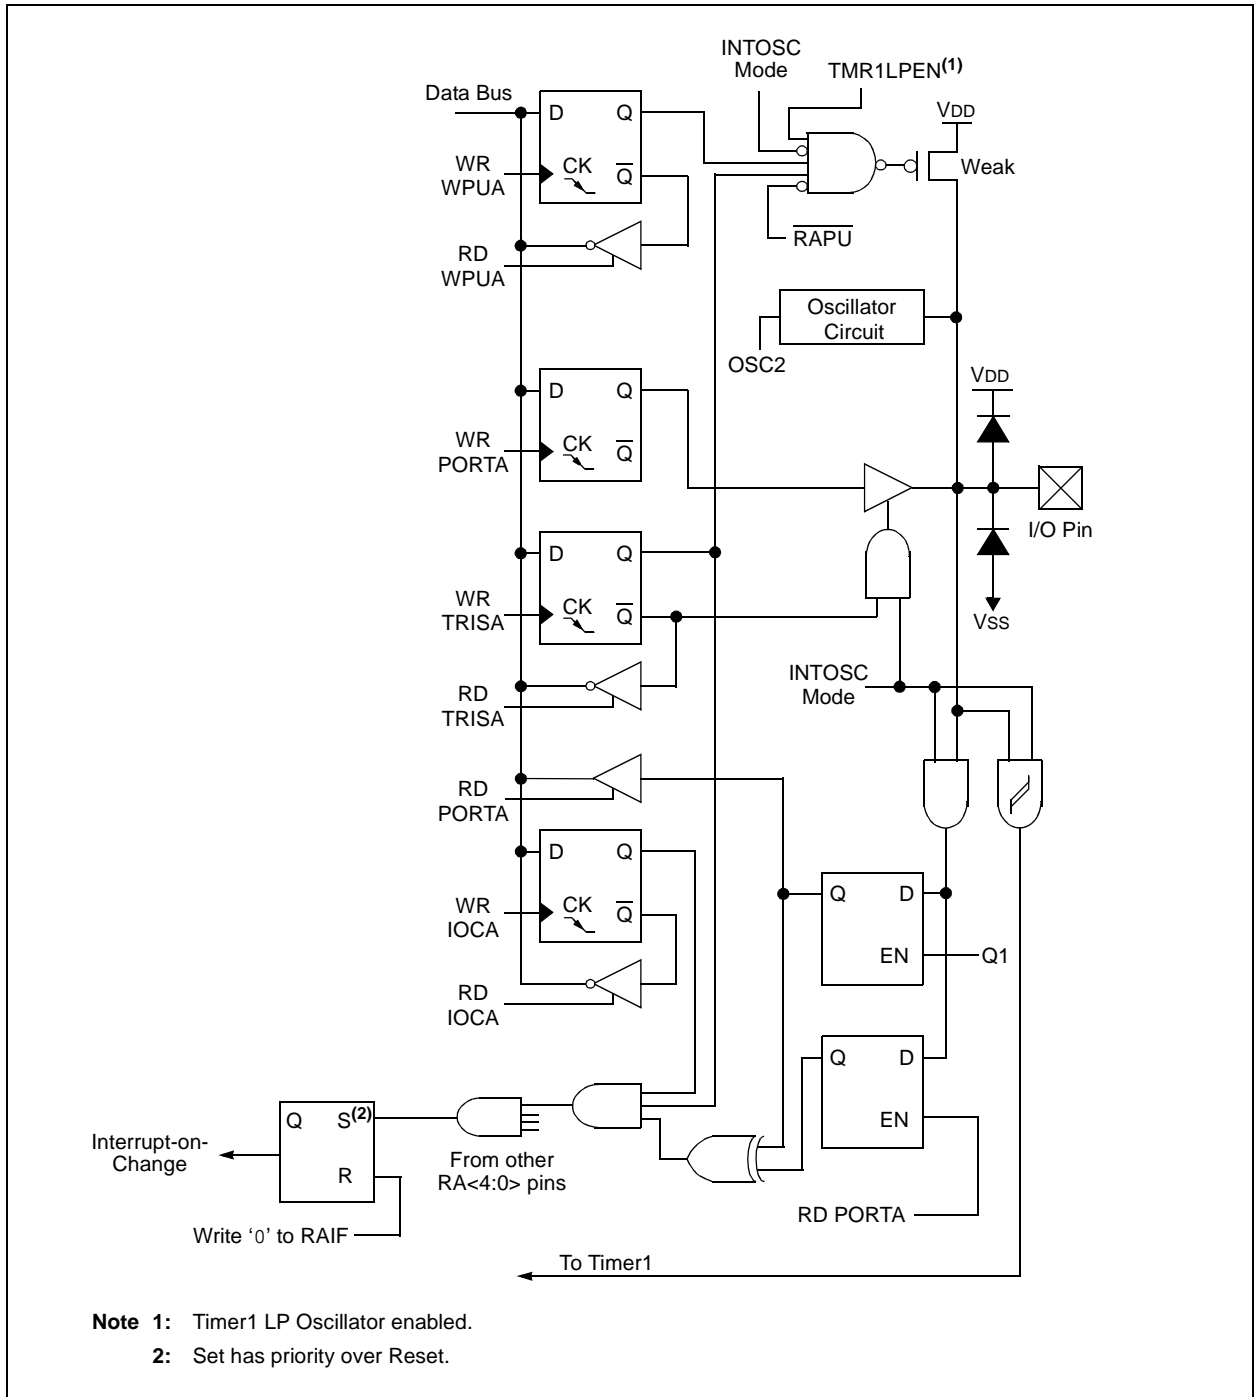 INTOSC
Mode
TMR1LPEN(1)
Data Bus
D
Q
VDD
WR
WPUA
CK
Q
Weak
RD
WPUA
RAPU
Oscillator
Circuit
OSC2
VDD
D
Q
WR
PORTA
CK
Q
I/O Pin
D
Q
WR
TRISA
CK
Q
VSS
INTOSC
Mode
RD
TRISA
RD
PORTA
D
Q
WR
IOCA
CK
Q
Q
D
EN
Q1
RD
IOCA
Q
D
EN
Q
S(2)
Interrupt-on-
Change
R
From other
RA<4:0> pins
RD PORTA
Write ‘0’ to RAIF
To Timer1
Note 1: Timer1 LP Oscillator enabled.
2: Set has priority over Reset.